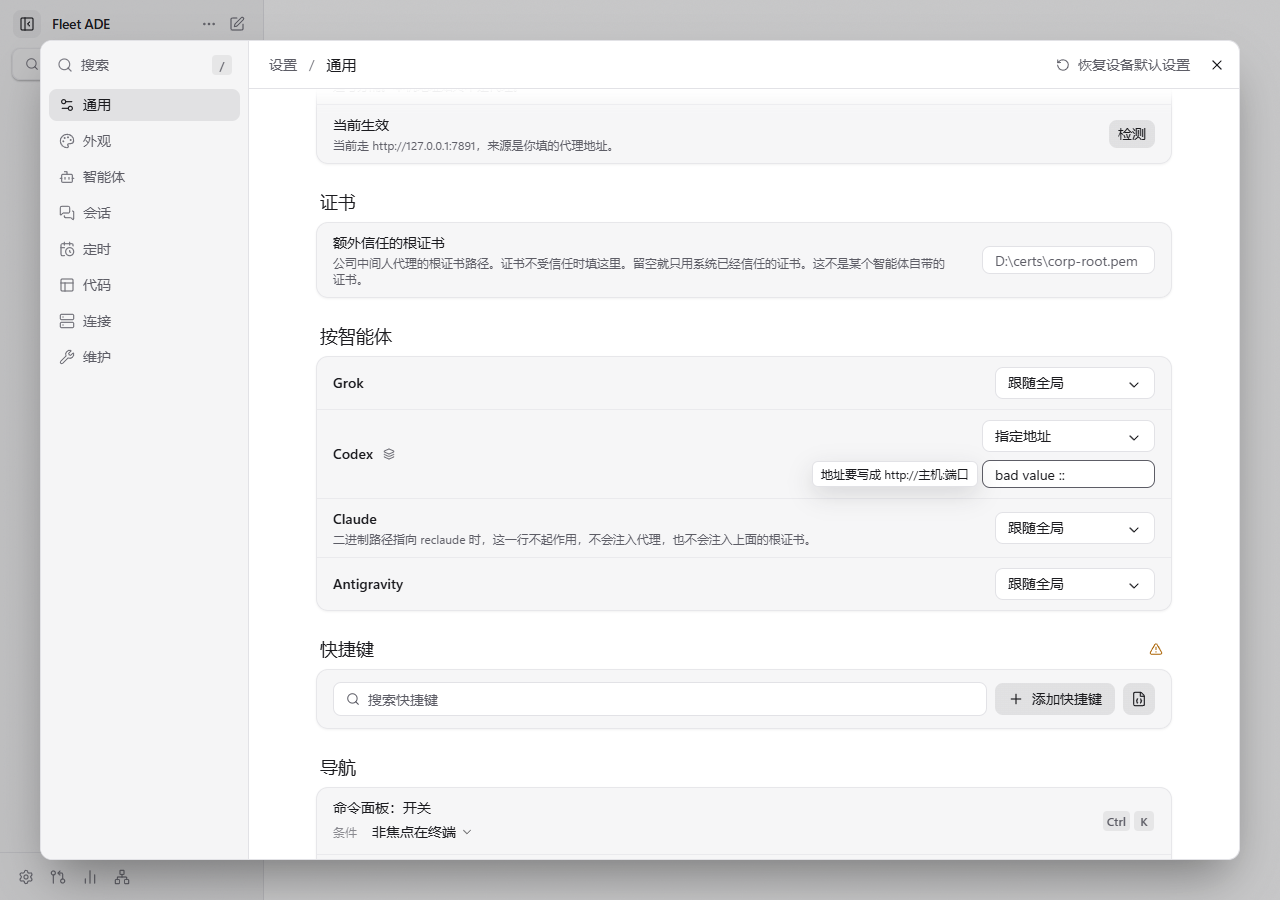 Fleet ADE
搜索
/
通用
外观
智能体
会话
定时
代码
连接
维护
设置 / 通用
恢复设备默认设置
当前生效
当前走 http://127.0.0.1:7891，来源是你填的代理地址。
检测
证书
额外信任的根证书
公司中间人代理的根证书路径。证书不受信任时填这里。留空就只用系统已经信任的证书。这不是某个智能体自带的
证书。
D:\certs\corp-root.pem
按智能体
Grok
跟随全局
Codex
指定地址
地址要写成 http://主机:端口
bad value ::
Claude
二进制路径指向 reclaude 时，这一行不起作用，不会注入代理，也不会注入上面的根证书。
跟随全局
Antigravity
跟随全局
快捷键
搜索快捷键
添加快捷键
导航
命令面板：开关
条件 非焦点在终端
Ctrl K